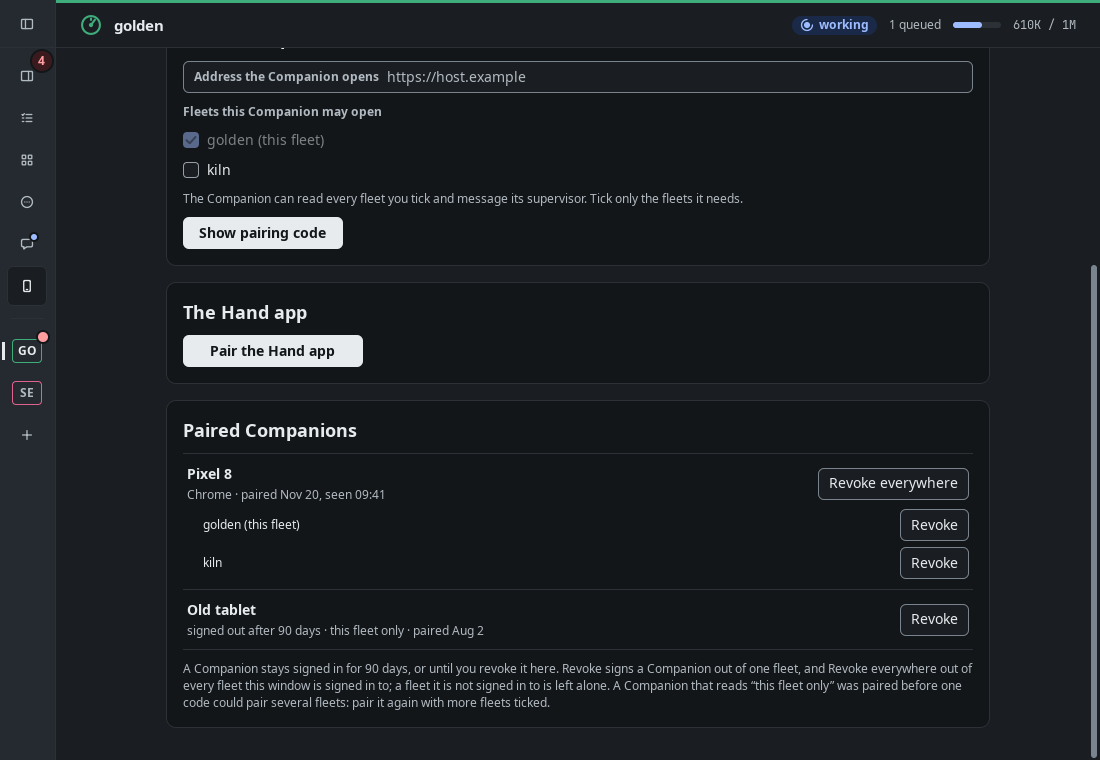 golden
working
1 queued
610K / 1M
4
Address the Companion opens https://host.example
Fleets this Companion may open
golden (this fleet)
kiln
The Companion can read every fleet you tick and message its supervisor. Tick only the fleets it needs.
Show pairing code
The Hand app
Pair the Hand app
GO
SE
Paired Companions
Pixel 8
Chrome · paired Nov 20, seen 09:41
Revoke everywhere
golden (this fleet)
Revoke
kiln
Revoke
Old tablet
signed out after 90 days · this fleet only · paired Aug 2
Revoke
A Companion stays signed in for 90 days, or until you revoke it here. Revoke signs a Companion out of one fleet, and Revoke everywhere out of
every fleet this window is signed in to; a fleet it is not signed in to is left alone. A Companion that reads “this fleet only” was paired before one
code could pair several fleets: pair it again with more fleets ticked.